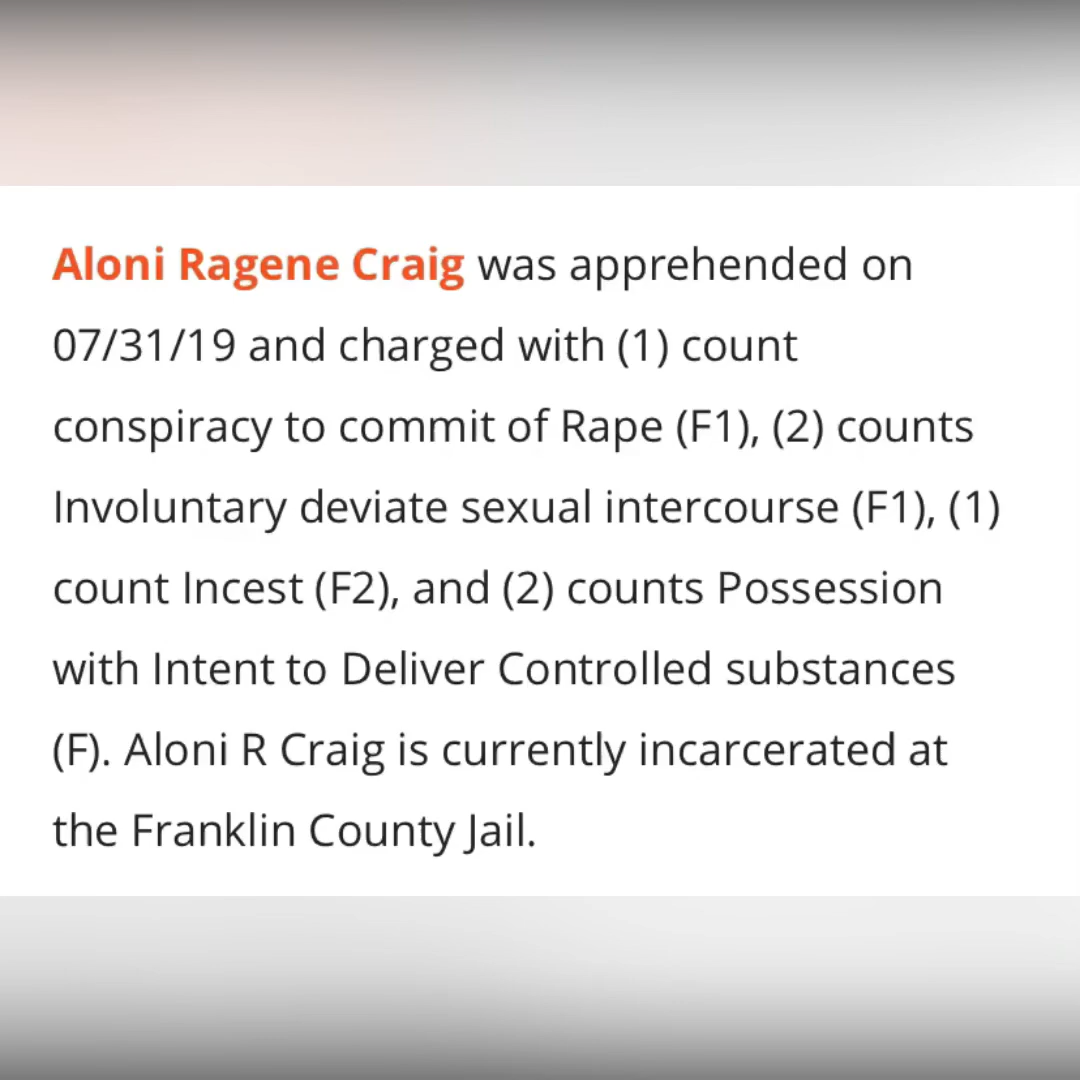 Aloni Ragene Craig was apprehended on
07/31/19 and charged with (1) count
conspiracy to commit of Rape (F1), (2) counts
Involuntary deviate sexual intercourse (F1), (1)
count Incest (F2), and (2) counts Possession
with Intent to Deliver Controlled substances
(F). Aloni R Craig is currently incarcerated at
the Franklin County Jail.